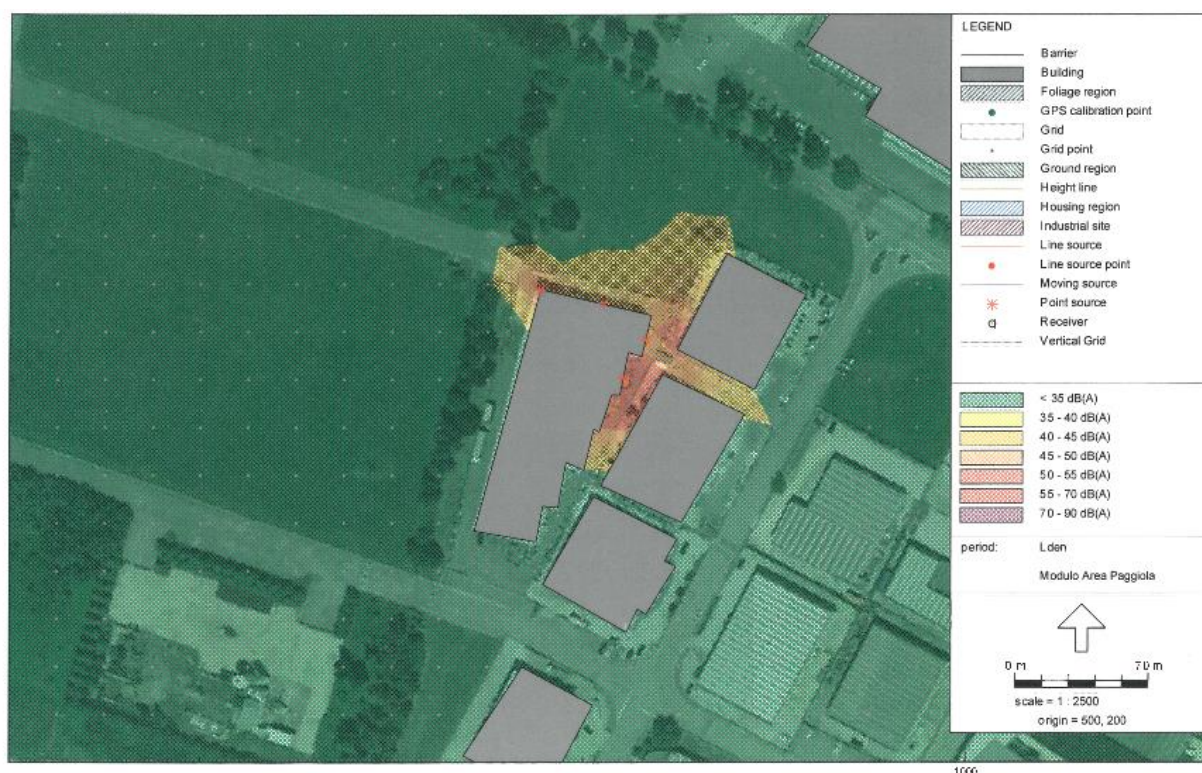 LEGEND
Barrier
Building
Foliage region
GPS calibration point
Grid
Grid point
Ground region
Height line
Housing region
Industrial site
Line source
Line source point
Moving source
Point source
Receiver
Vertical Grid
< 35 dB(A)
35 - 40 dB(A)
40 - 45 dB(A)
45 - 50 dB(A)
50 - 55 dB(A)
55 - 70 dB(A)
70 - 90 dB(A)
period: Lden
Modulo Area Paggiola
0 m 70 m
scale = 1 : 2500
origin = 500, 200